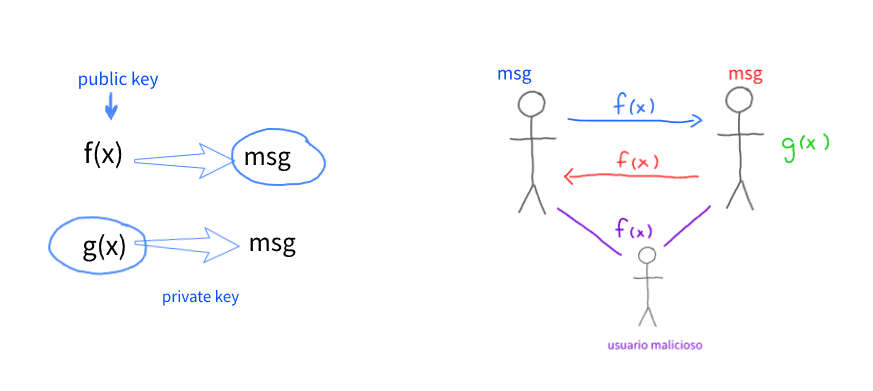 public key
f(x)
msg
g(x)
msg
private key
msg
msg
f(x)
g(x)
f(x)
f(x)
usuario malicioso